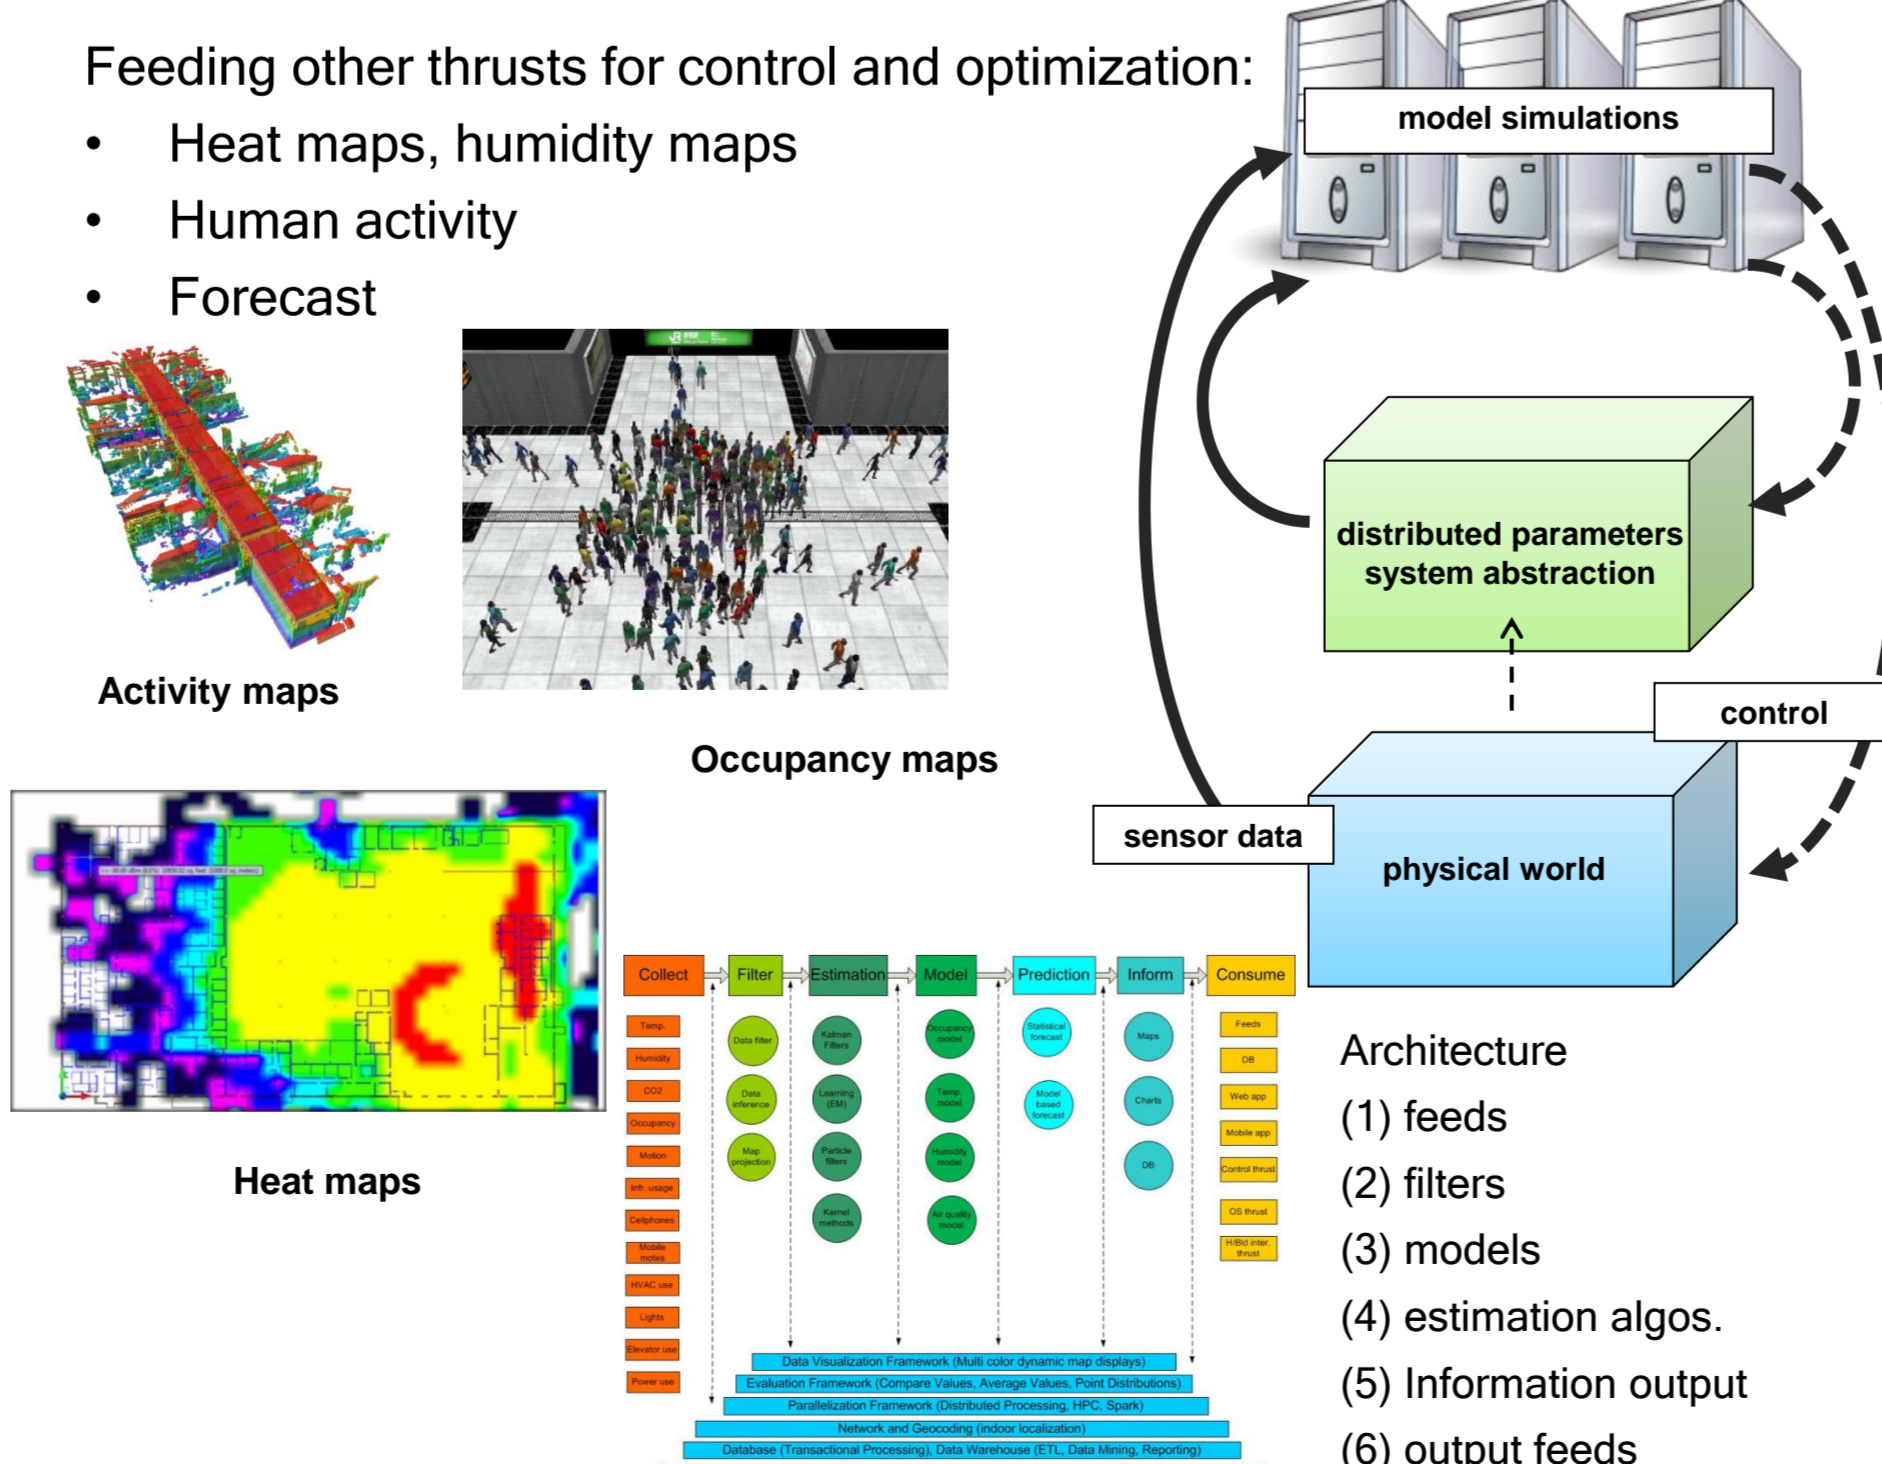 Feeding other thrusts for control and optimization:
• Heat maps, humidity maps
• Human activity
• Forecast
model simulations
distributed parameters
system abstraction
control
sensor data
physical world
Activity maps
Occupancy maps
Heat maps
Collect
Filter
Estimation
Model
Prediction
Inform
Consume
Temp.
Humidity
CO2
Occupancy
Motion
Infr. usage
Cellphones
Mobile
motes
HVAC use
Lights
Elevator use
Power use
Data filter
Data
inference
Map
projection
Kalman
Filters
Learning
(EM)
Particle
filters
Kernel
methods
Occupancy
model
Temp.
model
Humidity
model
Air quality
model
Statistical
forecast
Model
based
forecast
Maps
Charts
DB
Feeds
DB
Web app
Mobile app
Control thrust
OS thrust
H/Bld inter.
thrust
Data Visualization Framework (Multi color dynamic map displays)
Evaluation Framework (Compare Values, Average Values, Point Distributions)
Parallelization Framework (Distributed Processing, HPC, Spark)
Network and Geocoding (indoor localization)
Database (Transactional Processing), Data Warehouse (ETL, Data Mining, Reporting)
Architecture
(1) feeds
(2) filters
(3) models
(4) estimation algos.
(5) Information output
(6) output feeds